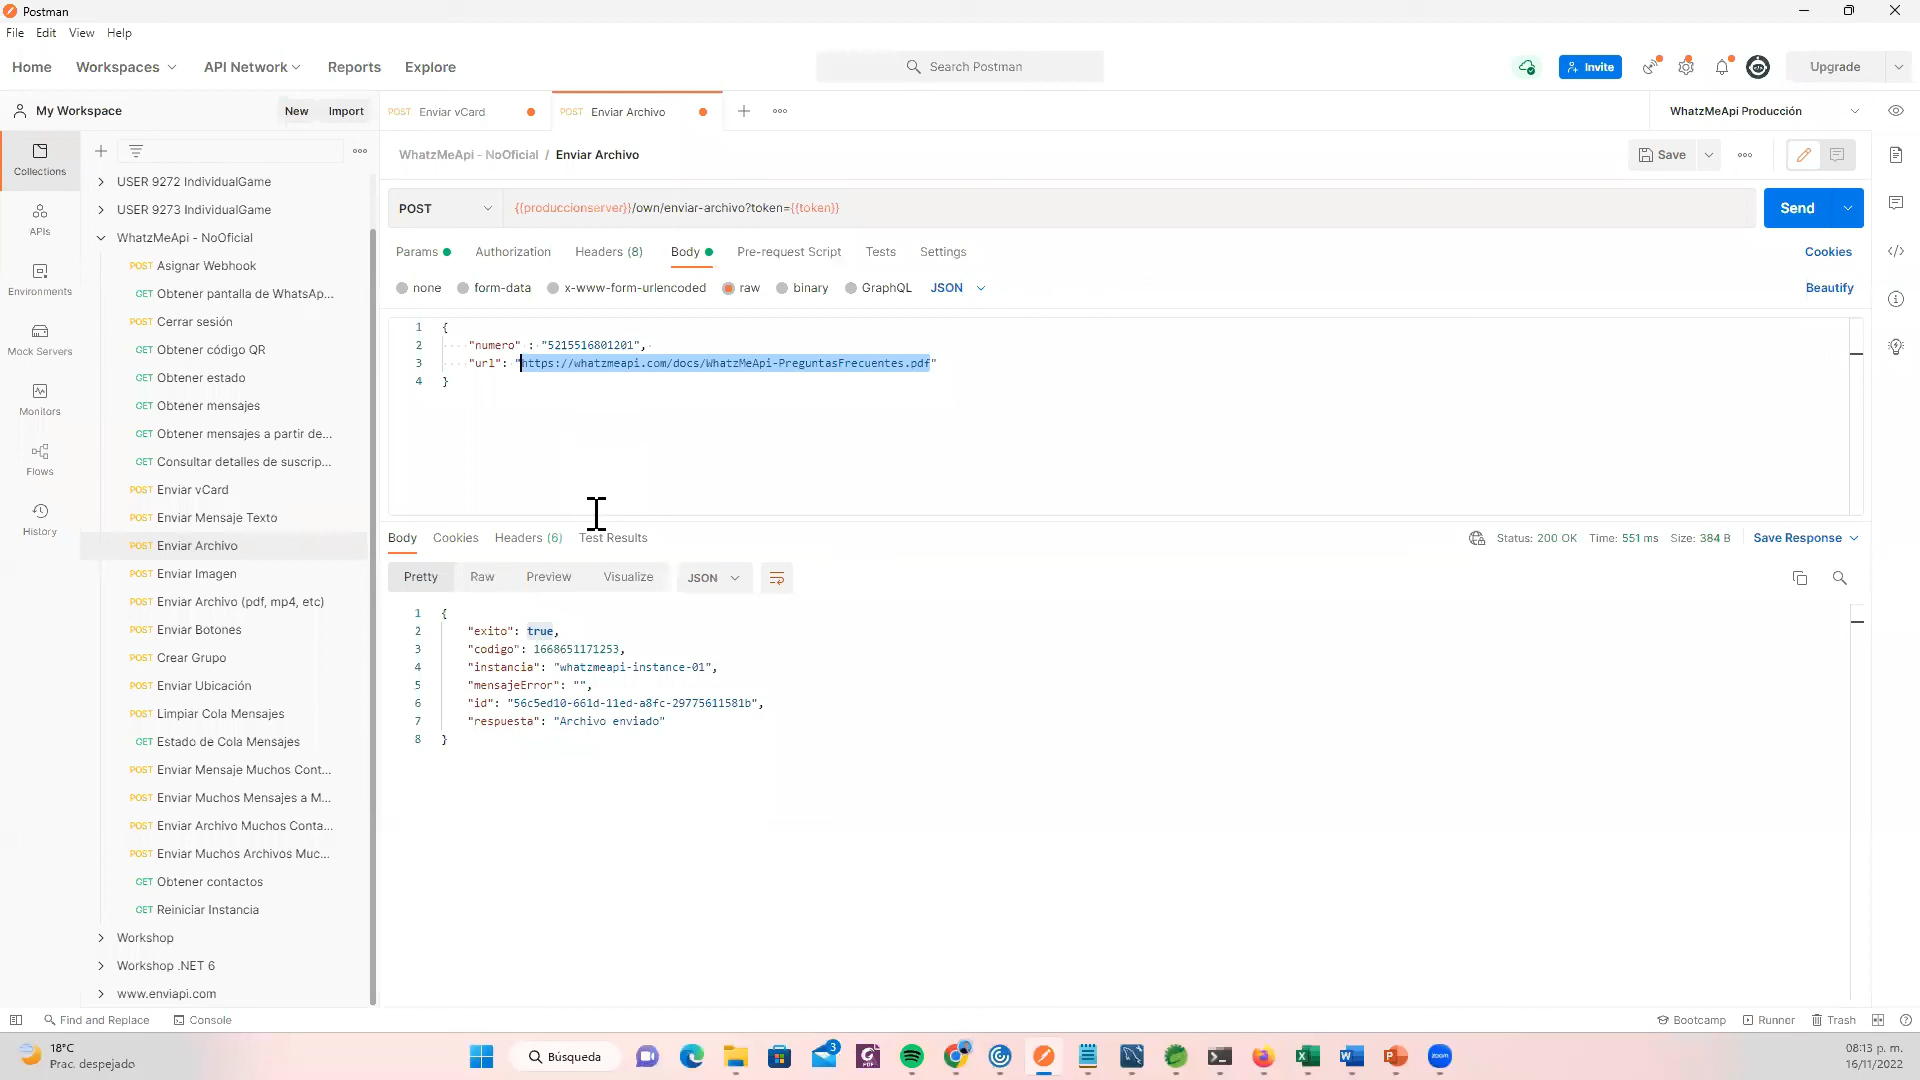 Postman
File Edit View Help
Home Workspaces API Network Reports Explore Search Postman Invite Upgrade
My Workspace New Import POST Enviar vCard POST Enviar Archivo WhatzMeApi Producción
Collections
APIs
Environments
Mock Servers
Monitors
Flows
History
USER 9272 IndividualGame
USER 9273 IndividualGame
WhatzMeApi - NoOficial
POST Asignar Webhook
GET Obtener pantalla de WhatsAp...
POST Cerrar sesión
GET Obtener código QR
GET Obtener estado
GET Obtener mensajes
GET Obtener mensajes a partir de...
GET Consultar detalles de suscrip...
POST Enviar vCard
POST Enviar Mensaje Texto
POST Enviar Archivo
POST Enviar Imagen
POST Enviar Archivo (pdf, mp4, etc)
POST Enviar Botones
POST Crear Grupo
POST Enviar Ubicación
POST Limpiar Cola Mensajes
GET Estado de Cola Mensajes
POST Enviar Mensaje Muchos Cont...
POST Enviar Muchos Mensajes a M...
POST Enviar Archivo Muchos Conta...
POST Enviar Muchos Archivos Muc...
GET Obtener contactos
GET Reiniciar Instancia
Workshop
Workshop .NET 6
www.enviapi.com
WhatzMeApi - NoOficial / Enviar Archivo Save
POST {{produccionserver}}/own/enviar-archivo?token={{token}} Send
Params Authorization Headers (8) Body Pre-request Script Tests Settings Cookies
none form-data x-www-form-urlencoded raw binary GraphQL JSON Beautify
1 {
2 "numero" : "5215516801201",
3 "url": "https://whatzmeapi.com/docs/WhatzMeApi-PreguntasFrecuentes.pdf"
4 }
Body Cookies Headers (6) Test Results Status: 200 OK Time: 551 ms Size: 384 B Save Response
Pretty Raw Preview Visualize JSON
1 {
2 "exito": true,
3 "codigo": 1668651171253,
4 "instancia": "whatzmeapi-instance-01",
5 "mensajeError": "",
6 "id": "56c5ed10-661d-11ed-a8fc-29775611581b",
7 "respuesta": "Archivo enviado"
8 }
Find and Replace Console Bootcamp Runner Trash
18°C
Prac. despejado
Búsqueda
3
zoom
08:13 p. m.
16/11/2022